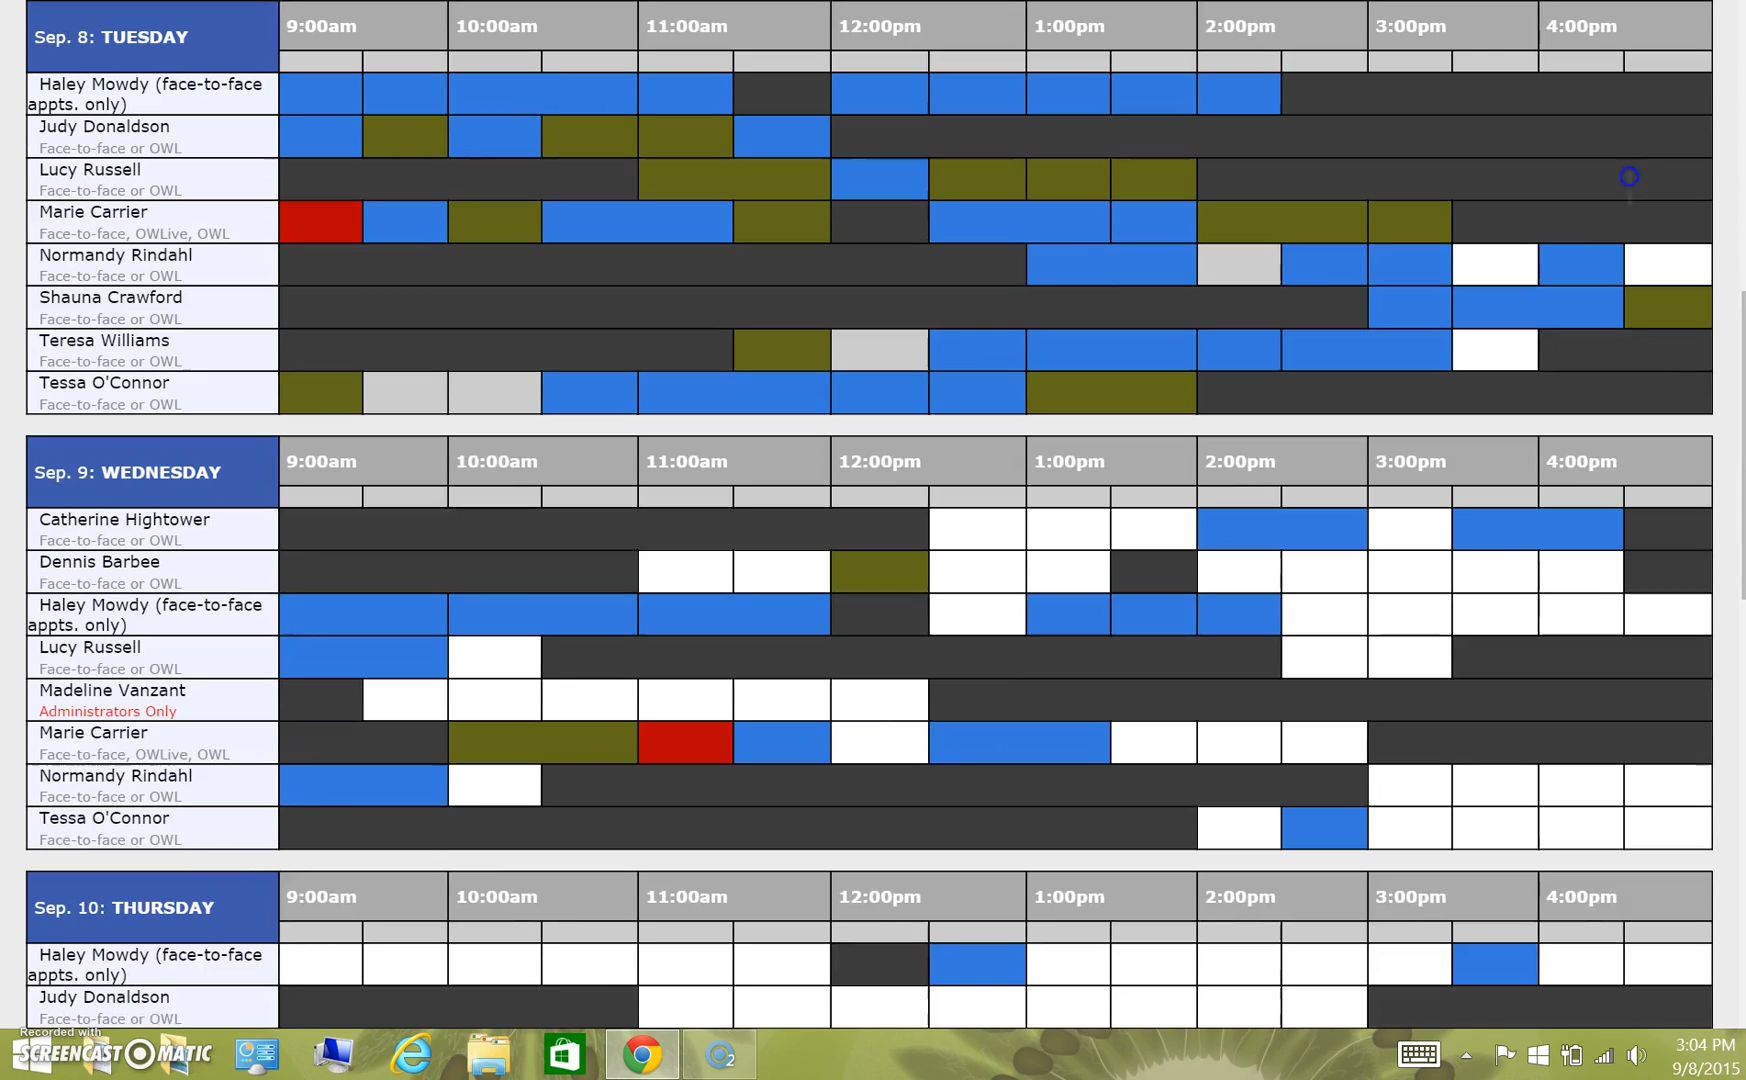 Sep. 8: TUESDAY
9:00am 10:00am 11:00am 12:00pm 1:00pm 2:00pm 3:00pm 4:00pm
Haley Mowdy (face-to-face
appts. only)
Judy Donaldson
Face-to-face or OWL
Lucy Russell
Face-to-face or OWL
Marie Carrier
Face-to-face, OWLive, OWL
Normandy Rindahl
Face-to-face or OWL
Shauna Crawford
Face-to-face or OWL
Teresa Williams
Face-to-face or OWL
Tessa O'Connor
Face-to-face or OWL
Sep. 9: WEDNESDAY
9:00am 10:00am 11:00am 12:00pm 1:00pm 2:00pm 3:00pm 4:00pm
Catherine Hightower
Face-to-face or OWL
Dennis Barbee
Face-to-face or OWL
Haley Mowdy (face-to-face
appts. only)
Lucy Russell
Face-to-face or OWL
Madeline Vanzant
Administrators Only
Marie Carrier
Face-to-face, OWLive, OWL
Normandy Rindahl
Face-to-face or OWL
Tessa O'Connor
Face-to-face or OWL
Sep. 10: THURSDAY
9:00am 10:00am 11:00am 12:00pm 1:00pm 2:00pm 3:00pm 4:00pm
Haley Mowdy (face-to-face
appts. only)
Judy Donaldson
Face-to-face or OWL
Recorded with
SCREENCAST O MATIC
2
3:04 PM
9/8/2015